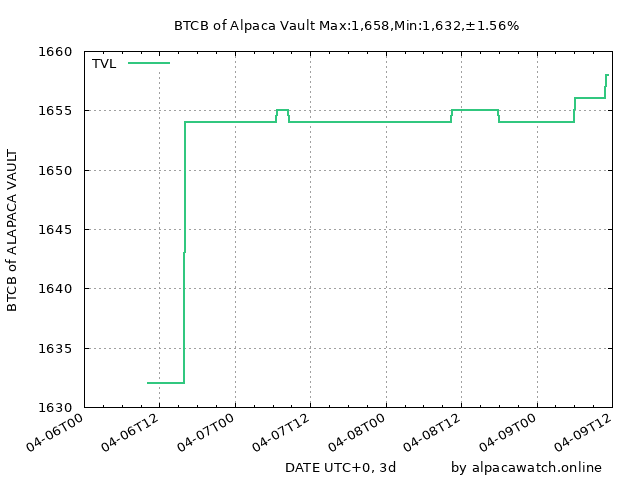 BTCB of Alpaca Vault Max:1,658,Min:1,632,±1.56%
TVL
BTCB of ALAPACA VAULT
1660
1655
1650
1645
1640
1635
1630
04-06T00
04-06T12
04-07T00
04-07T12
04-08T00
04-08T12
04-09T00
04-09T12
DATE UTC+0, 3d
by alpacawatch.online